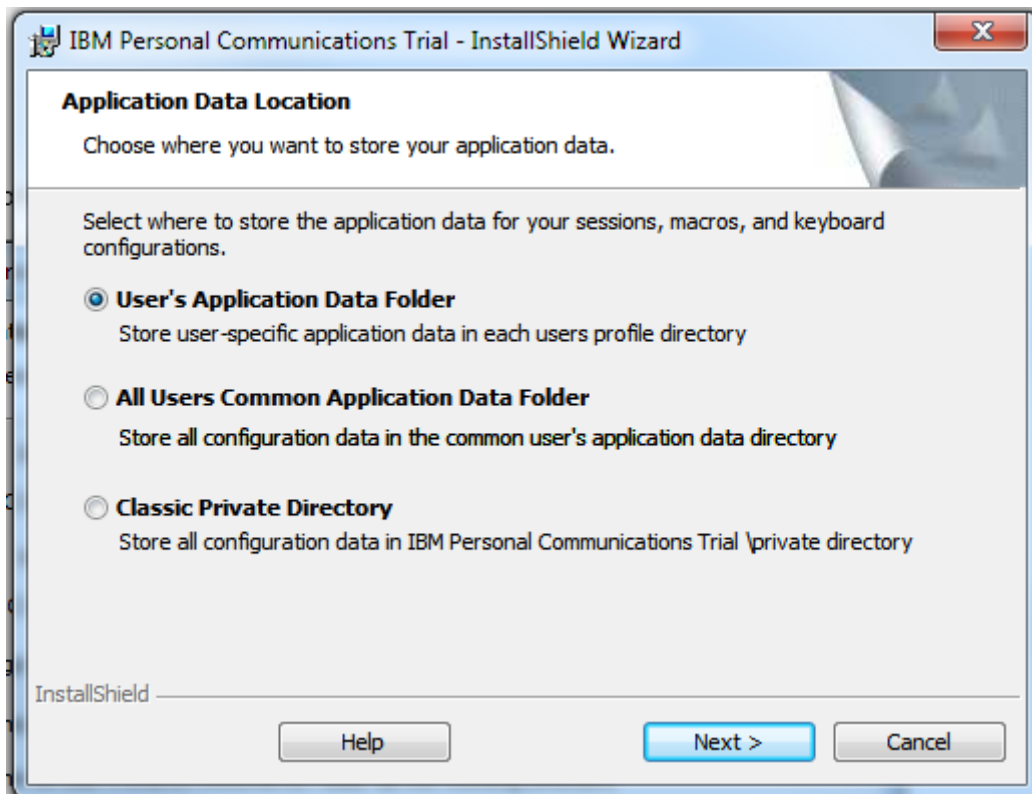 IBM Personal Communications Trial - InstallShield Wizard
Application Data Location
Choose where you want to store your application data.
Select where to store the application data for your sessions, macros, and keyboard
configurations.
User's Application Data Folder
Store user-specific application data in each users profile directory
All Users Common Application Data Folder
Store all configuration data in the common user's application data directory
Classic Private Directory
Store all configuration data in IBM Personal Communications Trial \private directory
InstallShield
Help
Next >
Cancel